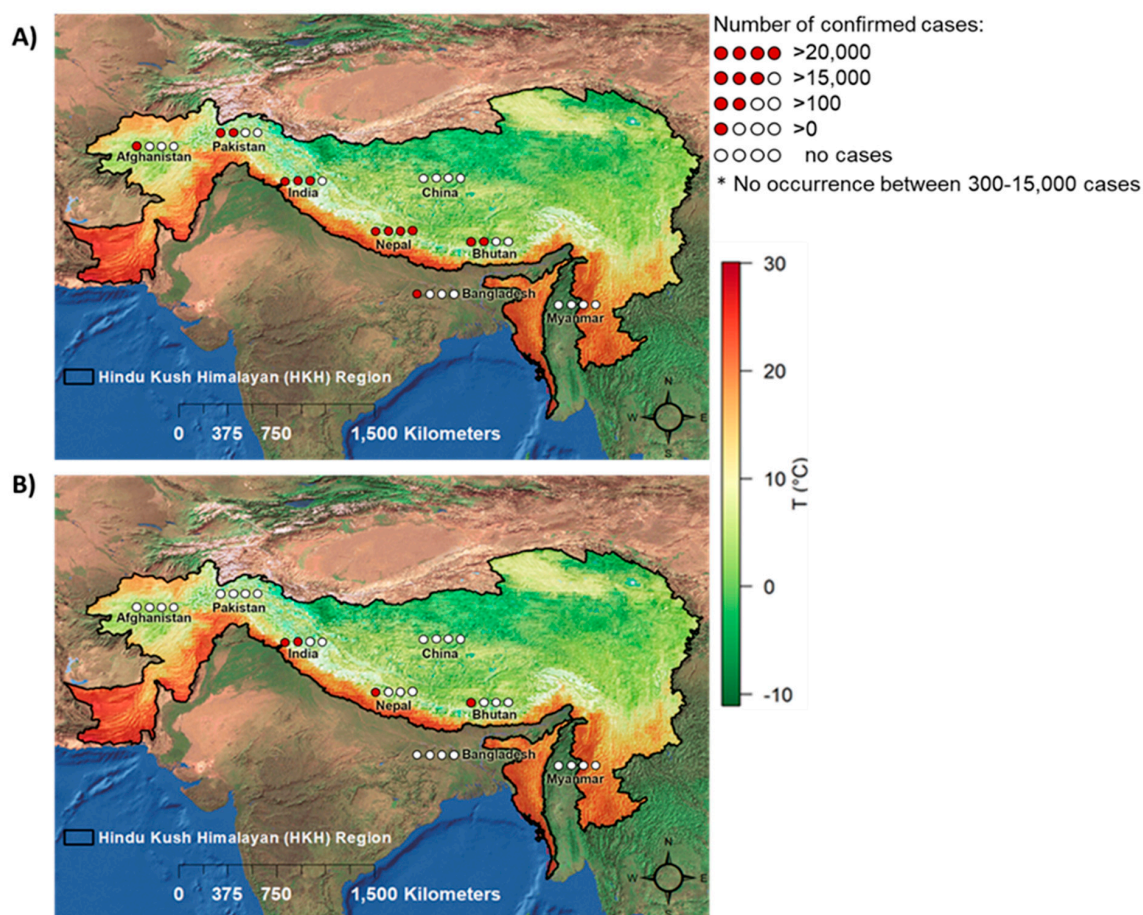 A)
Number of confirmed cases:
>20,000
>15,000
>100
>0
no cases
* No occurrence between 300-15,000 cases
Afghanistan
Pakistan
India
China
Nepal
Bhutan
Bangladesh
Myanmar
Hindu Kush Himalayan (HKH) Region
0 375 750 1,500 Kilometers
N
W E
S
30
20
10
0
-10
T (°C)
B)
Afghanistan
Pakistan
India
China
Nepal
Bhutan
Bangladesh
Myanmar
Hindu Kush Himalayan (HKH) Region
0 375 750 1,500 Kilometers
N
W E
S